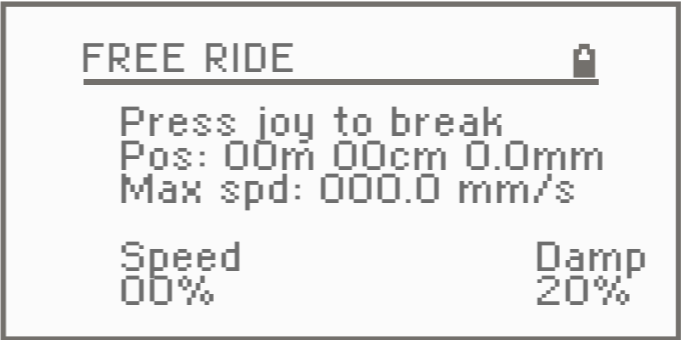 FREE RIDE
Press joy to break
Pos: 00m 00cm 0.0mm
Max spd: 000.0 mm/s
Speed Damp
00% 20%